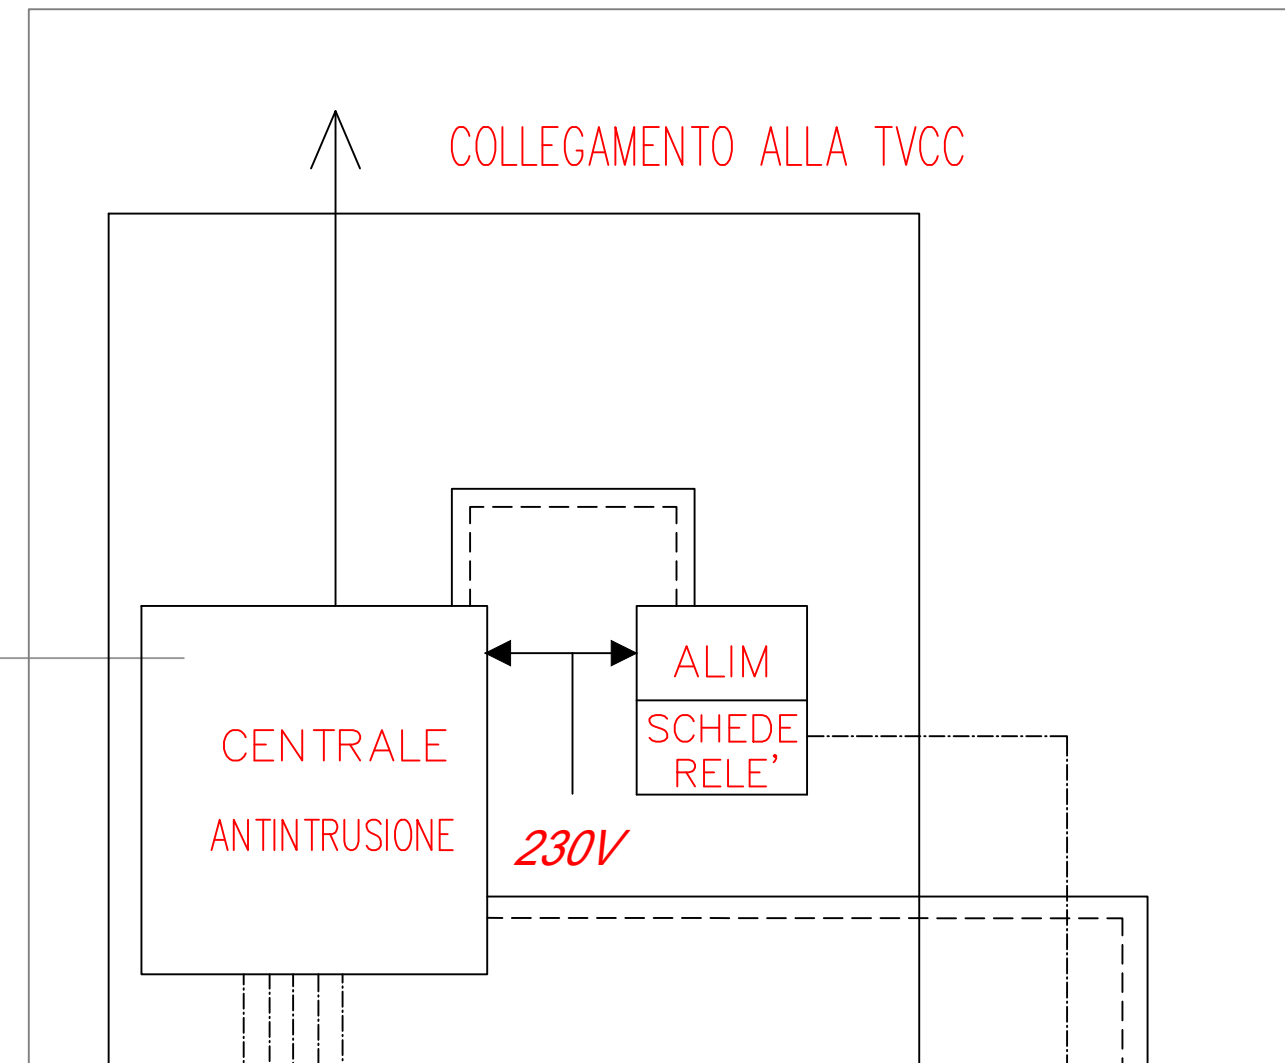 COLLEGAMENTO ALLA TVCC
ALIM
SCHEDE
RELE'
CENTRALE
ANTINTRUSIONE
230V